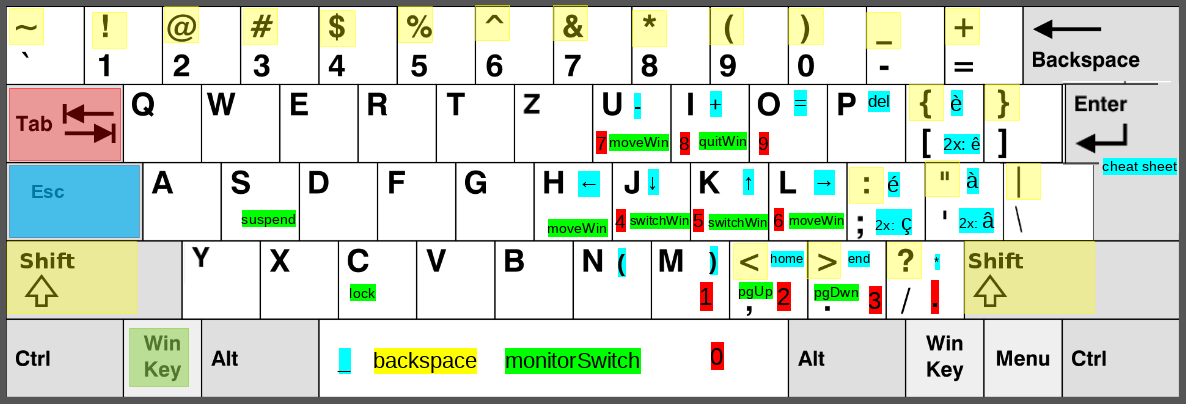 ~ ! @ # $ % ^ & * ( ) _ +
` 1 2 3 4 5 6 7 8 9 0 - = Backspace
Tab Q W E R T Z U - I + O = P del { è } Enter
7 moveWin 8 quitWin 9 [ 2x: ê ]
cheat sheet
Esc A S D F G H ← J ↓ K ↑ L → : é " à |
suspend moveWin 4 switchWin 5 switchWin 6 moveWin ; 2x: ç ' 2x: â \
Shift Y X C V B N ( M ) < home > end ? * Shift
lock 1 pgUp , 2 pgDwn . 3 / .
Ctrl Win Key Alt _ backspace monitorSwitch 0 Alt Win Key Menu Ctrl